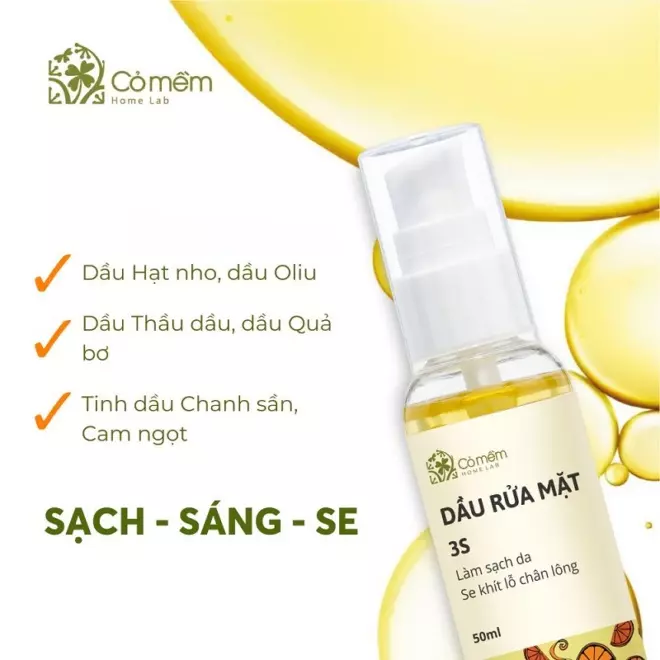 Cỏ mềm
Home Lab
Dầu Hạt nho, dầu Oliu
Dầu Thầu dầu, dầu Quả
bơ
Tinh dầu Chanh sần,
Cam ngọt
SẠCH - SÁNG - SE
Cỏ mềm
HOME LAB
DẦU RỬA MẶT
3S
Làm sạch da
Se khít lỗ chân lông
50ml